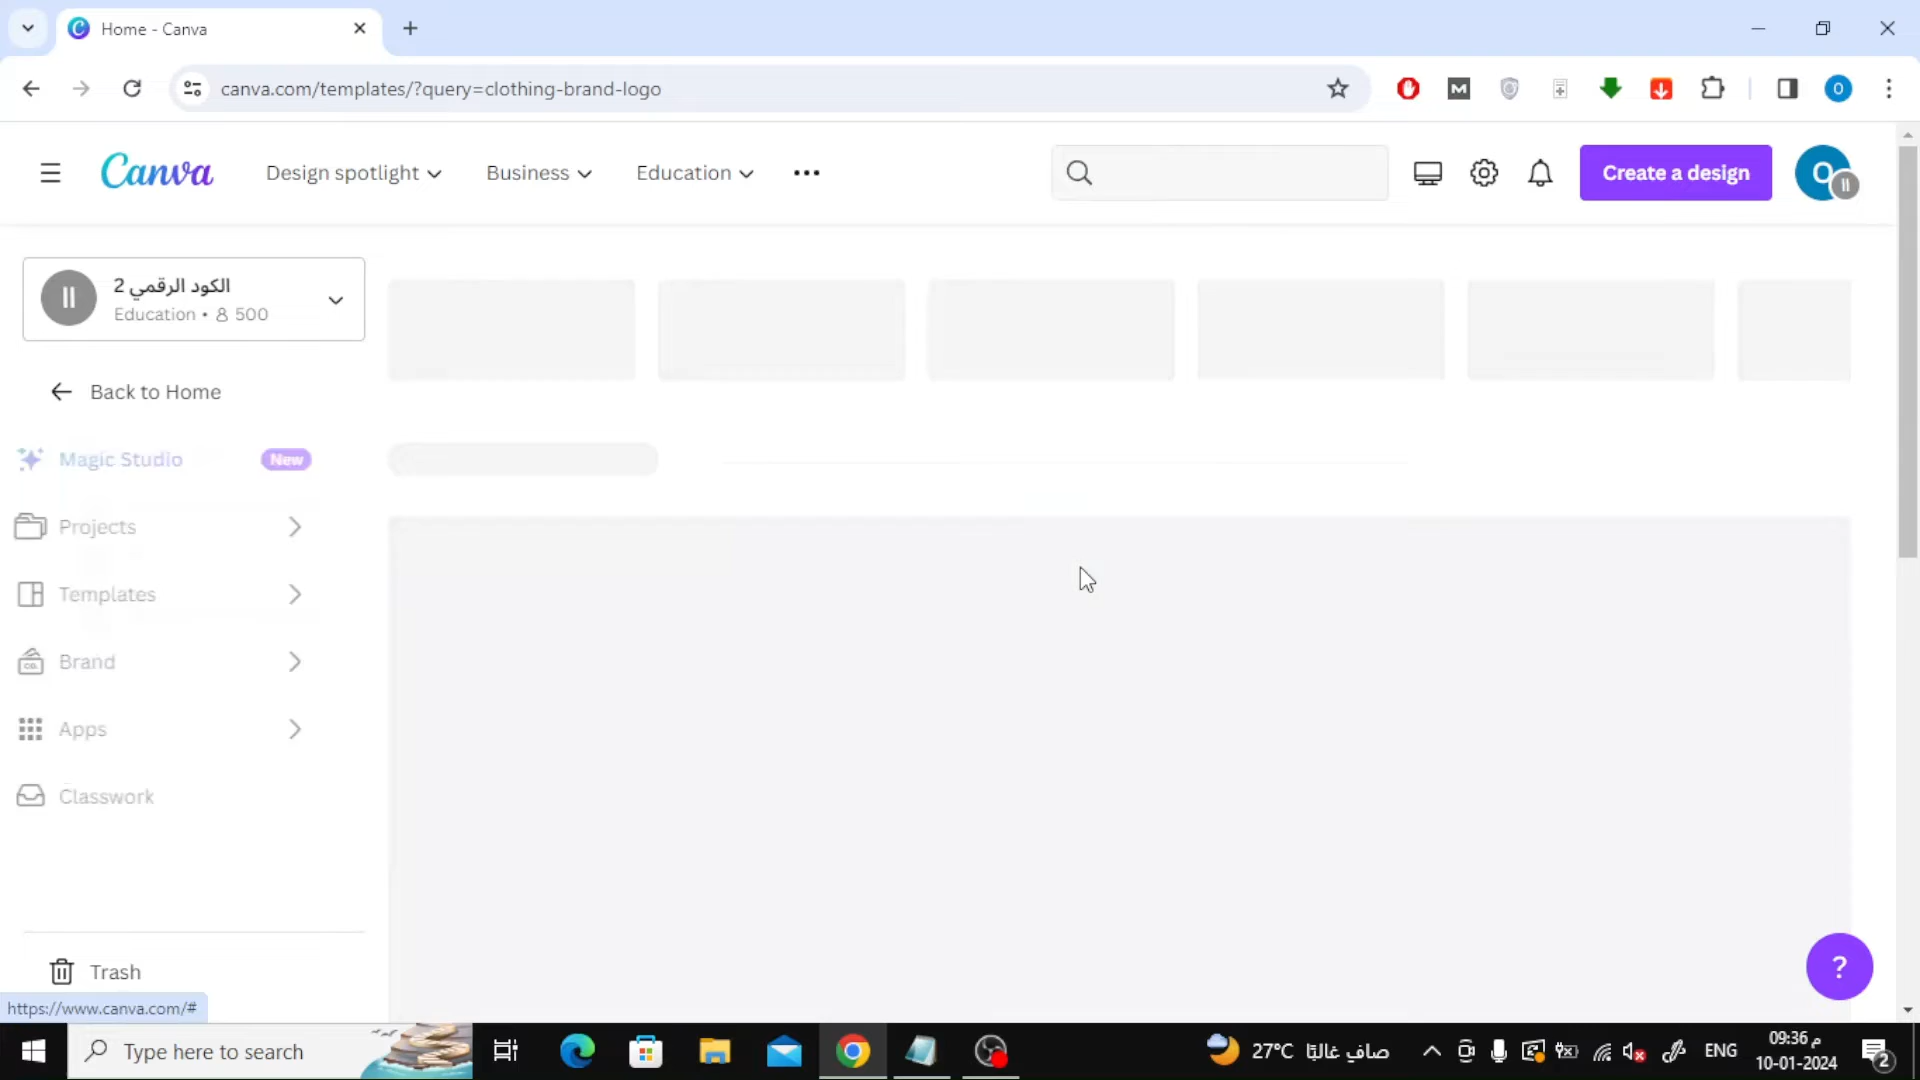 Home - Canva
canva.com/templates/?query=clothing-brand-logo
M
O
Canva
Design spotlight
Business
Education
Create a design
O
الكود الرقمي 2
Education • 500
Back to Home
Magic Studio
New
Projects
Templates
Brand
CO.
Apps
Classwork
Trash
?
https://www.canva.com/#
Type here to search
27°C صافٍ غالبًا
ENG
09:36 م
10-01-2024
2